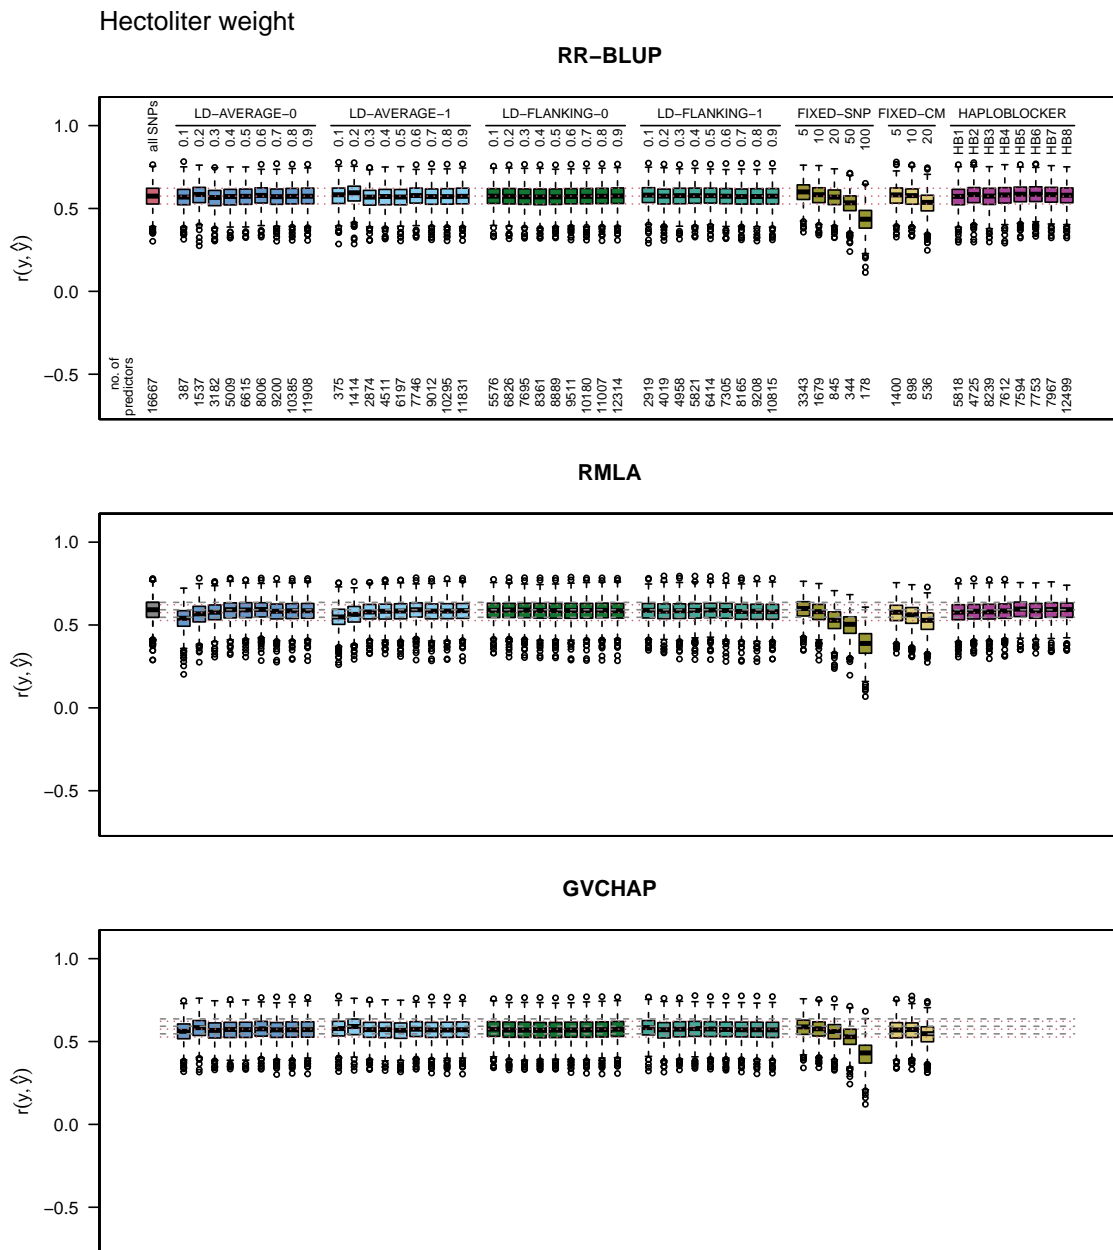 Hectoliter weight
RR−BLUP
all SNPs LD−AVERAGE−0 LD−AVERAGE−1 LD−FLANKING−0 LD−FLANKING−1 FIXED−SNP FIXED−CM HAPLOBLOCKER
0.1 0.2 0.3 0.4 0.5 0.6 0.7 0.8 0.9 0.1 0.2 0.3 0.4 0.5 0.6 0.7 0.8 0.9 0.1 0.2 0.3 0.4 0.5 0.6 0.7 0.8 0.9 0.1 0.2 0.3 0.4 0.5 0.6 0.7 0.8 0.9 5 10 20 50 100 5 10 20 HB1 HB2 HB3 HB4 HB5 HB6 HB7 HB8
1.0
0.5
0.0
−0.5
r(y, ŷ)
no. of
predictors
16667 387 1537 3182 5009 6615 8006 9200 10385 11908 375 1414 2874 4511 6197 7746 9012 10295 11831 5576 6826 7695 8361 8889 9511 10180 11007 12314 2919 4019 4958 5821 6414 7305 8165 9208 10815 3343 1679 845 344 178 1400 898 536 5818 4725 8239 7612 7594 7753 7967 12499
RMLA
1.0
0.5
0.0
−0.5
r(y, ŷ)
GVCHAP
1.0
0.5
0.0
−0.5
r(y, ŷ)